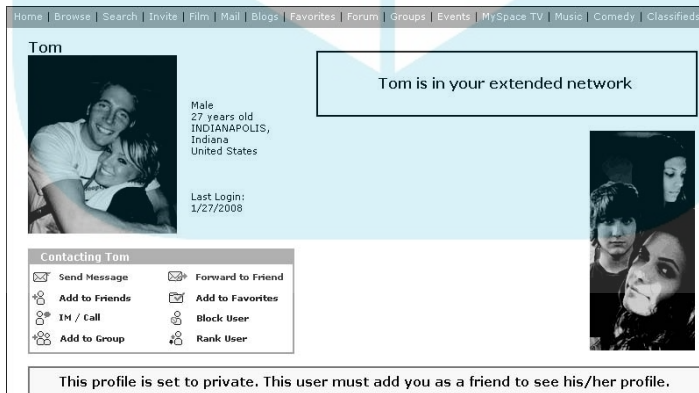 Home | Browse | Search | Invite | Film | Mail | Blogs | Favorites | Forum | Groups | Events | MySpace TV | Music | Comedy | Classifieds
Tom
Tom is in your extended network
Male
27 years old
INDIANAPOLIS,
Indiana
United States
Last Login:
1/27/2008
Contacting Tom
Send Message Forward to Friend
Add to Friends Add to Favorites
IM / Call Block User
Add to Group Rank User
This profile is set to private. This user must add you as a friend to see his/her profile.